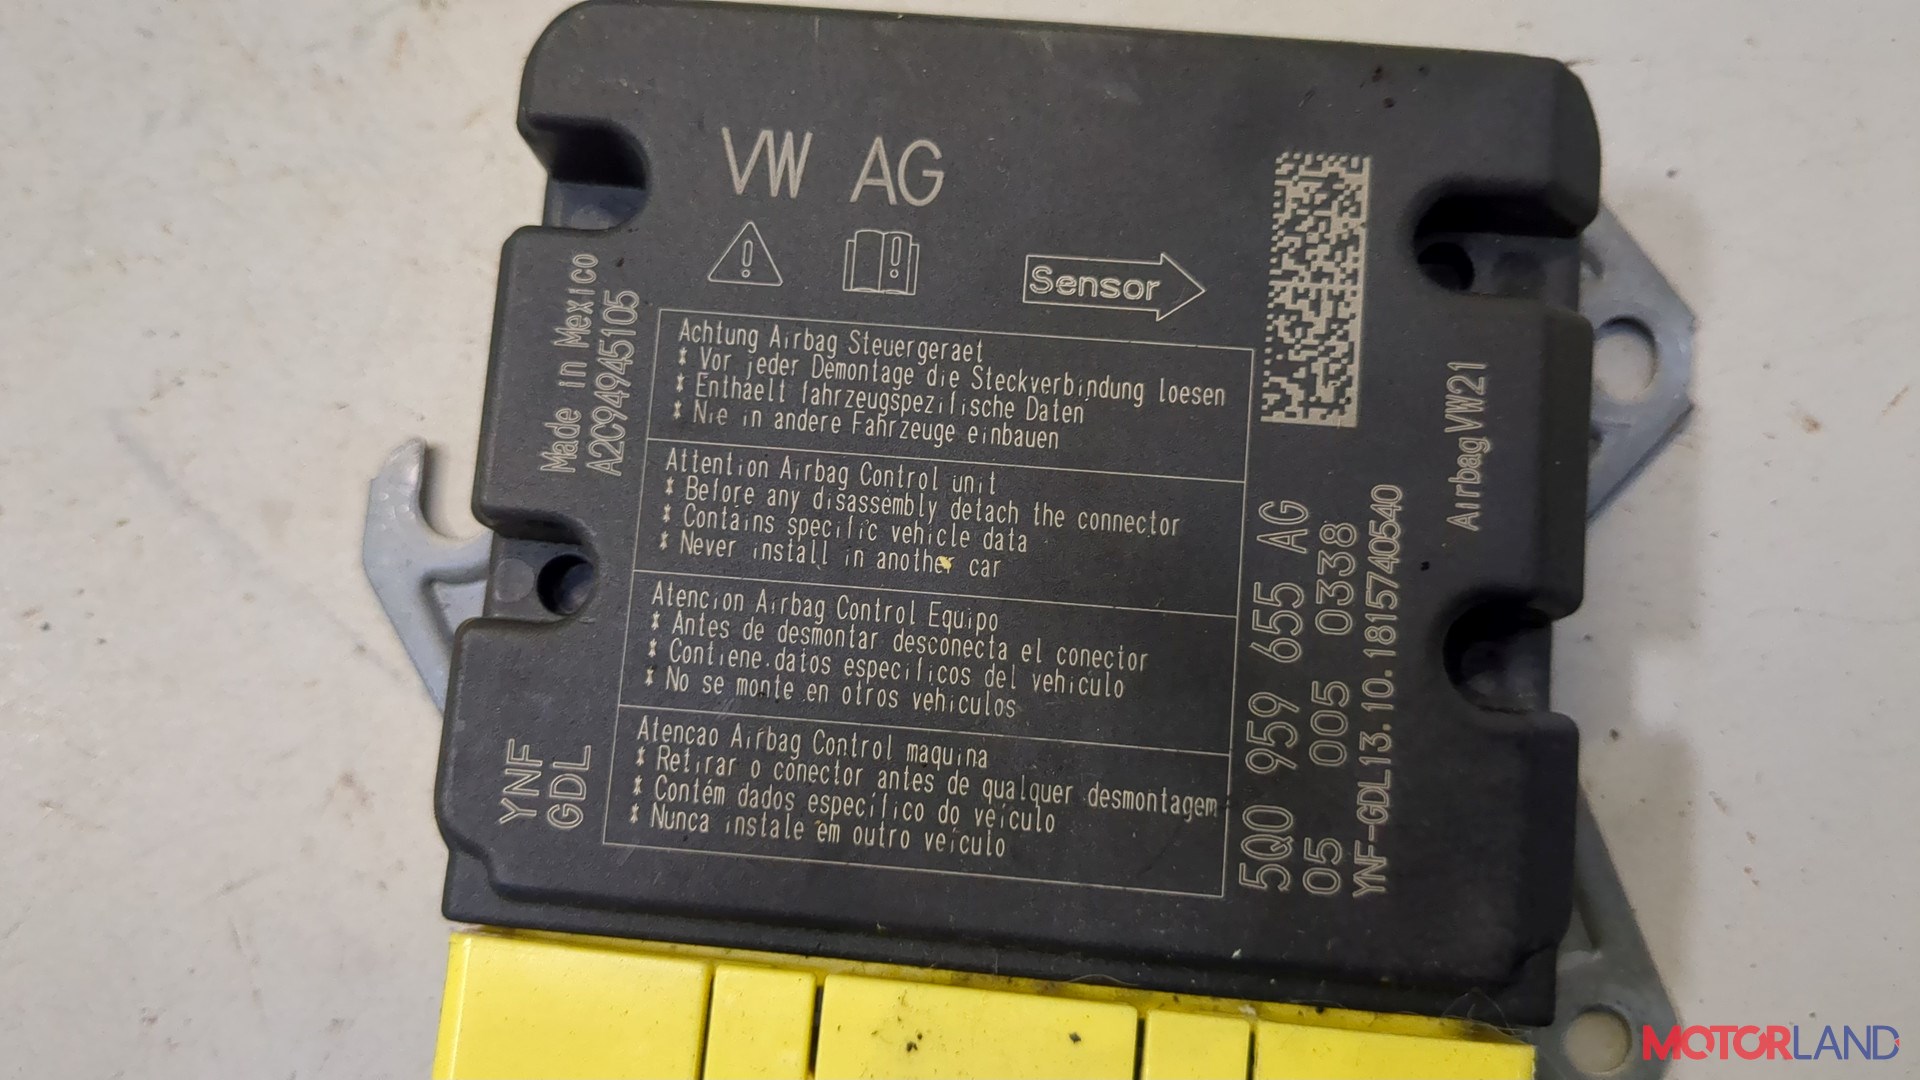 VW AG
Sensor
Made in Mexico
A2C94945105
Achtung Airbag Steuergeraet
* Vor jeder Demontage die Steckverbindung loesen
* Enthaelt fahrzeugspezifische Daten
* Nie in andere Fahrzeuge einbauen
Attention Airbag Control unit
* Before any disassembly detach the connector
* Contains specific vehicle data
* Never install in another car
Atencion Airbag Control Equipo
* Antes de desmontar desconecta el conector
* Contiene datos especificos del vehiculo
* No se monte en otros vehiculos
Atencao Airbag Control maquina
* Retirar o conector antes de qualquer desmontagem
* Contém dados específico do veículo
* Nunca instale em outro veículo
YNF
GDL
5Q0 959 655 AG
05 005 0338
YNF-GDL13.10.1815740540
AirbagVW21
MOTORLAND